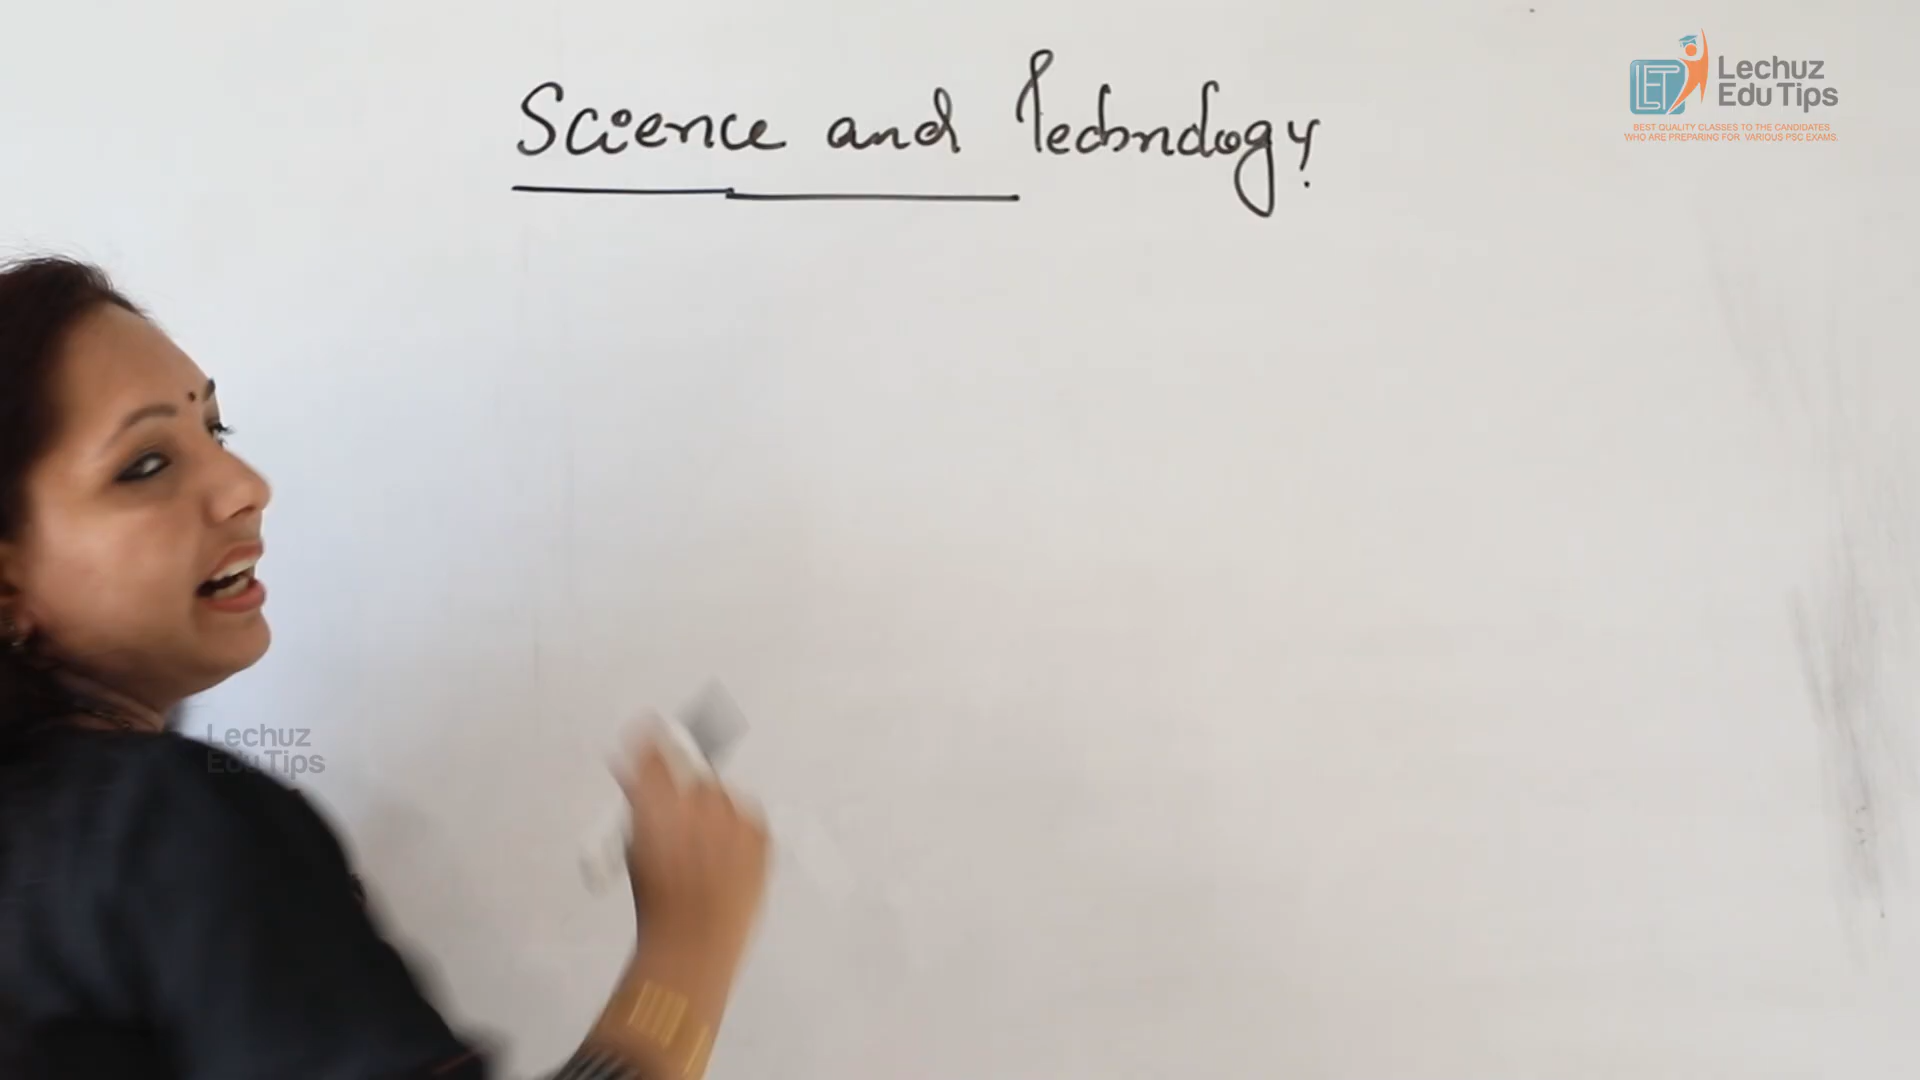 Science and Technology
Lechuz
Edu Tips
BEST QUALITY CLASSES TO THE CANDIDATES
WHO ARE PREPARING FOR VARIOUS PSC EXAMS.
Lechuz
Edu Tips